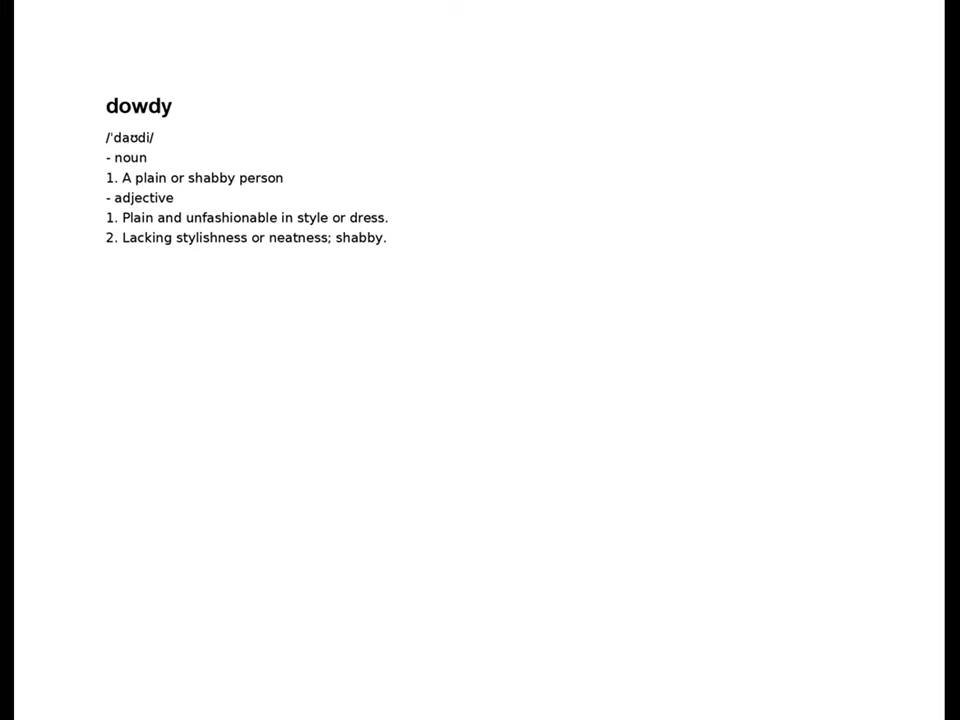 dowdy
/ˈdaʊdi/
- noun
1. A plain or shabby person
- adjective
1. Plain and unfashionable in style or dress.
2. Lacking stylishness or neatness; shabby.